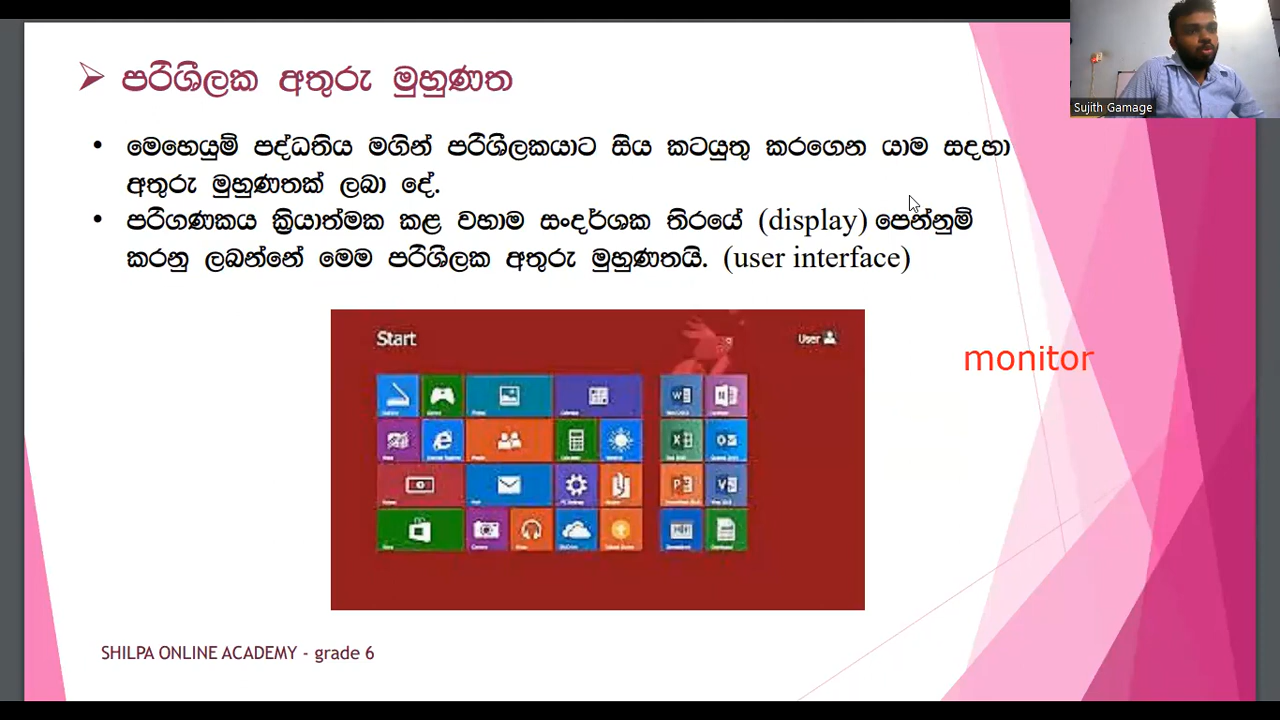 පරිශීලක අතුරු මුහුණත
Sujith Gamage
• මෙහෙයුම් පද්ධතිය මගින් පරිශීලකයාට සිය කටයුතු කරගෙන යාම සදහා
අතුරු මුහුණතක් ලබා දේ.
• පරිගණකය ක්‍රියාත්මක කළ වහාම සංදර්ශක තිරයේ (display) පෙන්නුම්
කරනු ලබන්නේ මෙම පරිශීලක අතුරු මුහුණතයි. (user interface)
Start
User
monitor
SHILPA ONLINE ACADEMY - grade 6